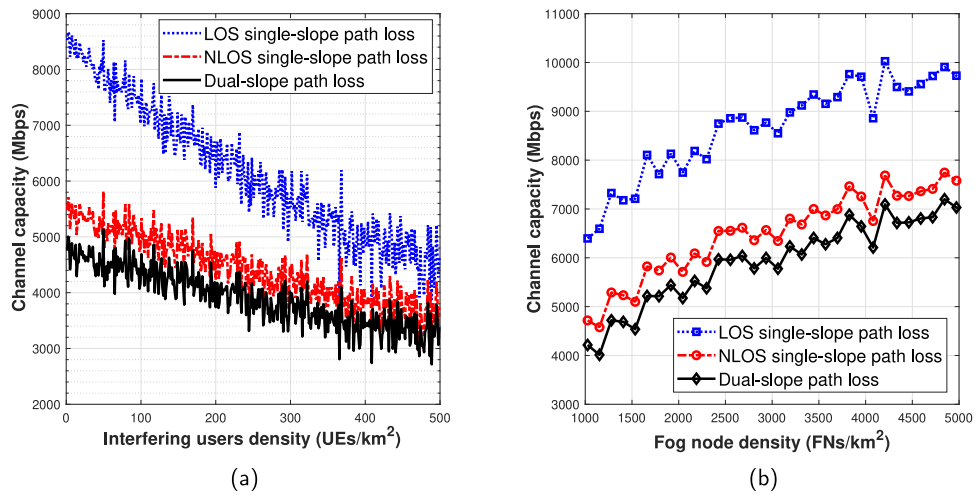 9000
8000
7000
6000
5000
4000
3000
2000
Channel capacity (Mbps)
LOS single-slope path loss
NLOS single-slope path loss
Dual-slope path loss
0 100 200 300 400 500
Interfering users density (UEs/km²)
(a)
11000
10000
9000
8000
7000
6000
5000
4000
3000
Channel capacity (Mbps)
LOS single-slope path loss
NLOS single-slope path loss
Dual-slope path loss
1000 1500 2000 2500 3000 3500 4000 4500 5000
Fog node density (FNs/km²)
(b)